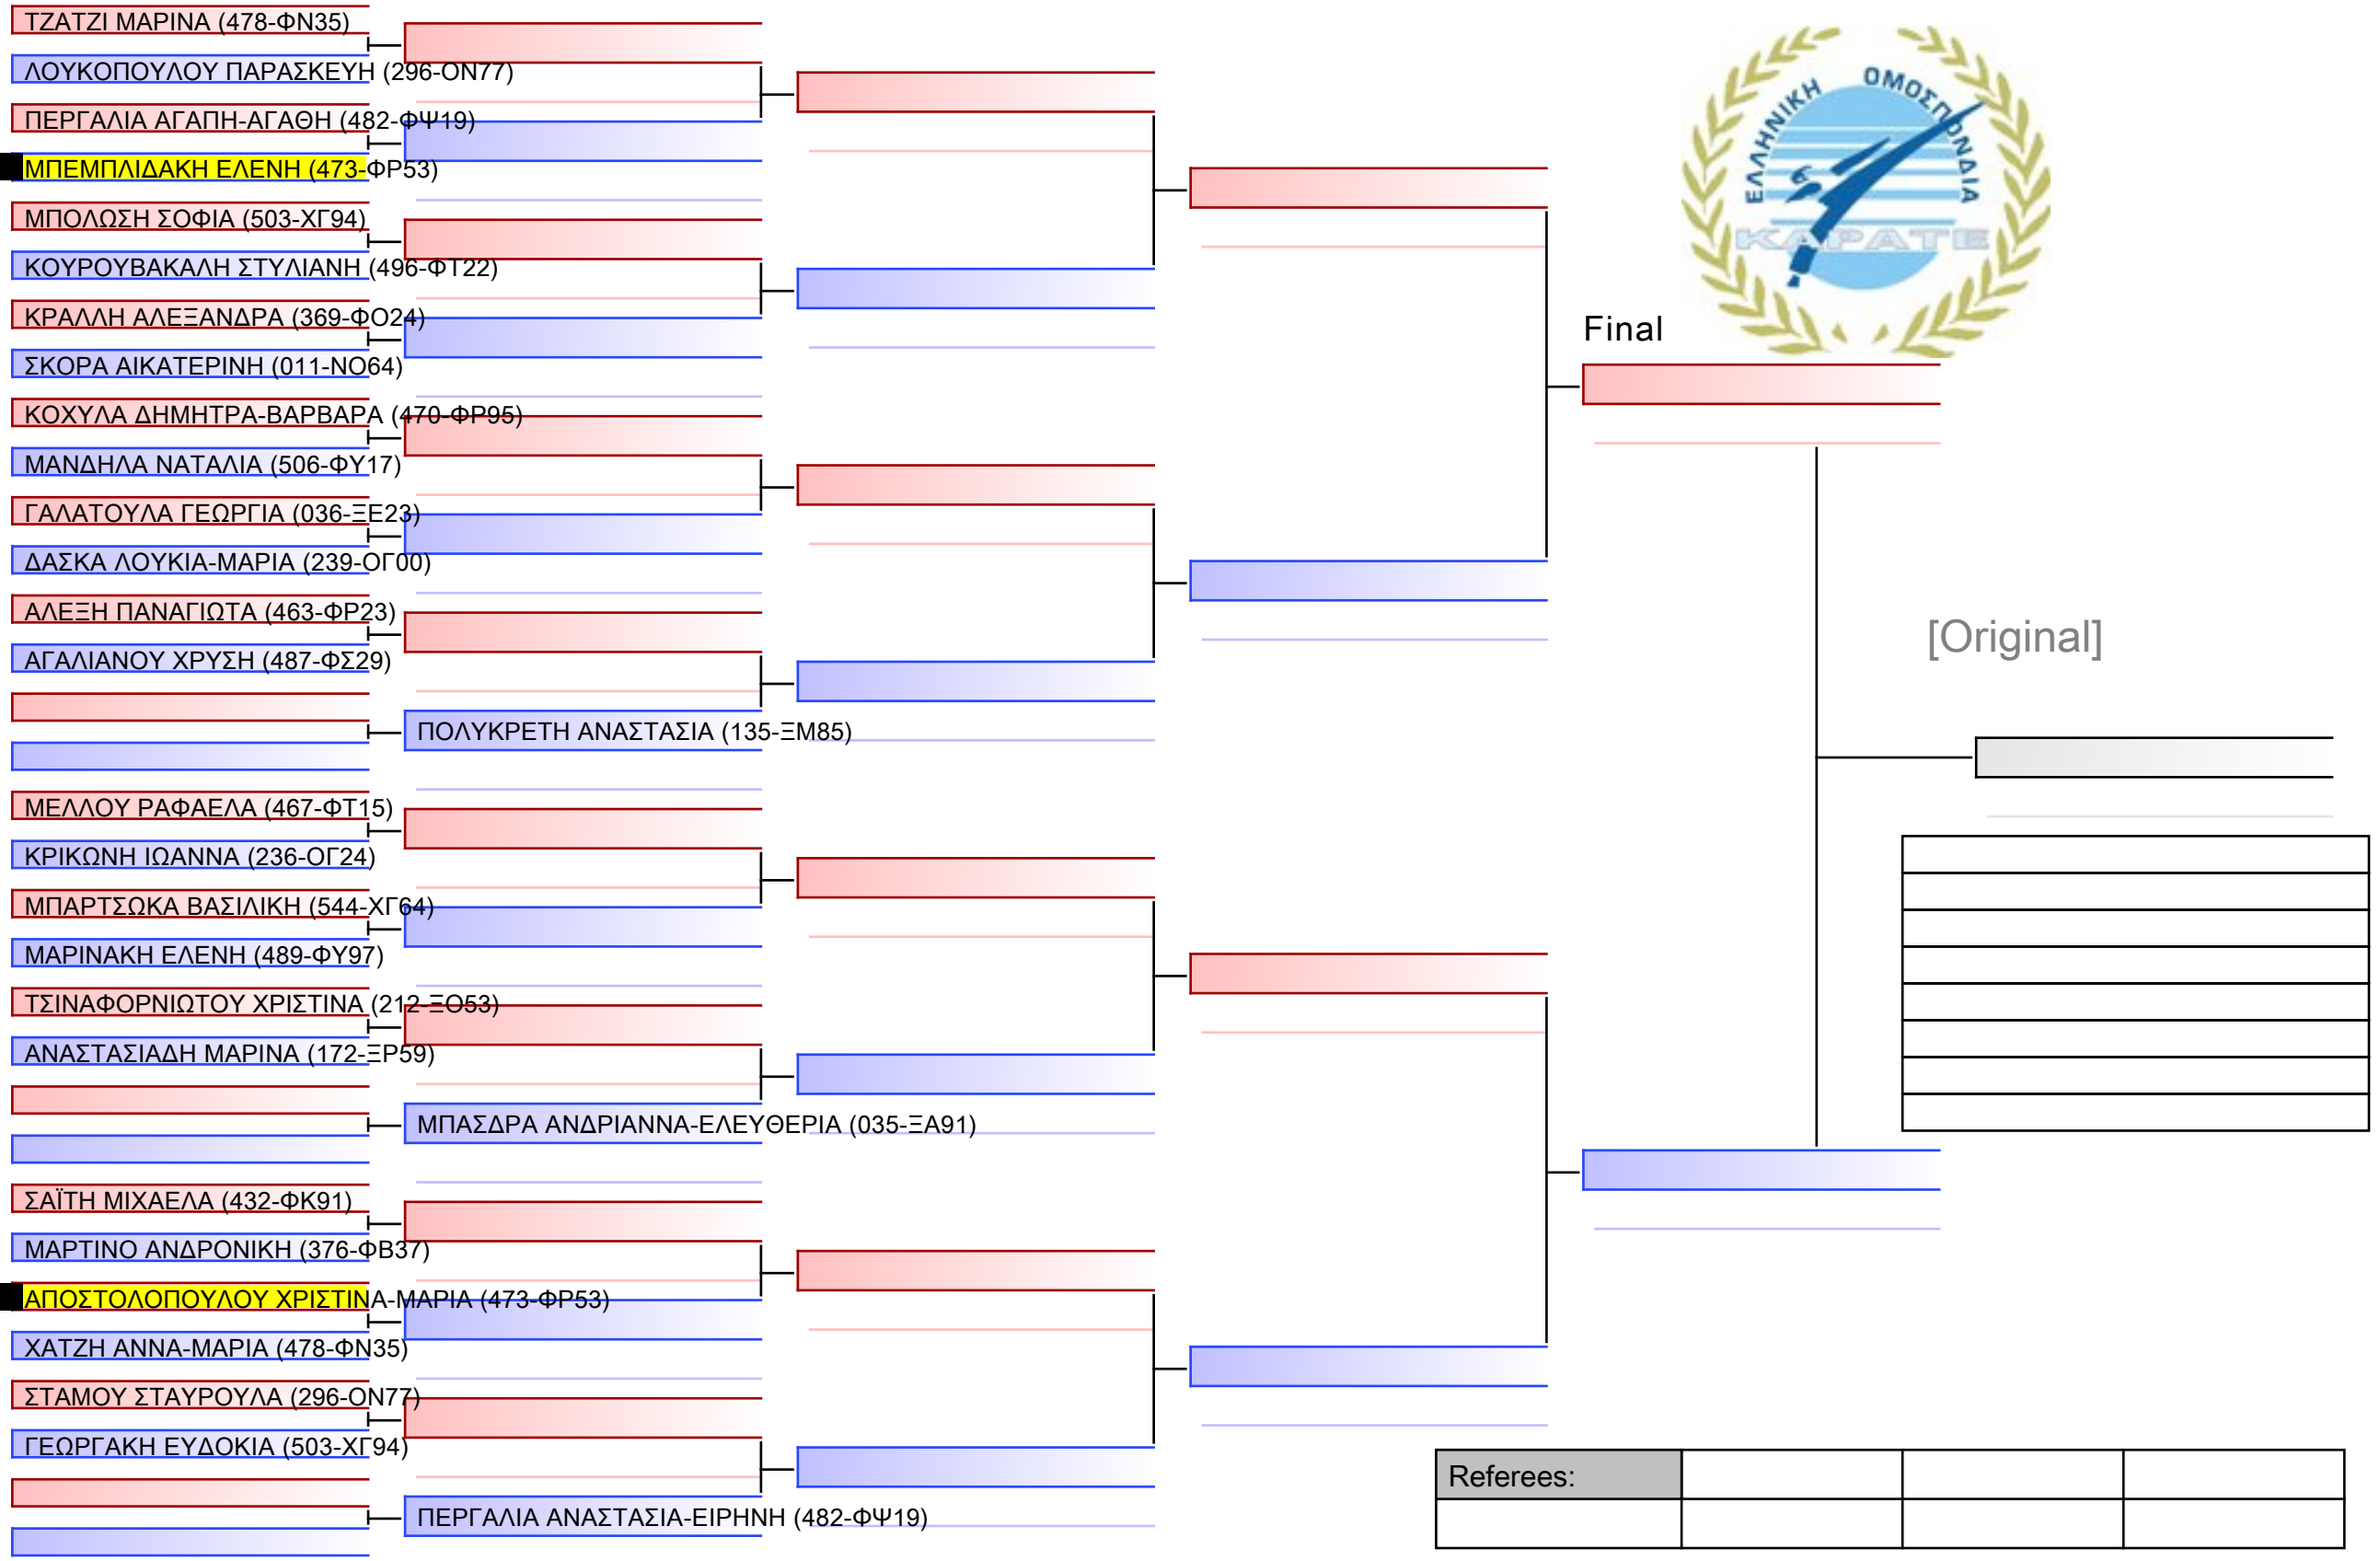 ΤΖΑΤΖΙ ΜΑΡΙΝΑ (478-ΦΝ35)
ΛΟΥΚΟΠΟΥΛΟΥ ΠΑΡΑΣΚΕΥΗ (296-ΟΝ77)
ΠΕΡΓΑΛΙΑ ΑΓΑΠΗ-ΑΓΑΘΗ (482-ΦΨ19)
ΜΠΕΜΠΛΙΔΑΚΗ ΕΛΕΝΗ (473-ΦΡ53)
ΜΠΟΛΩΣΗ ΣΟΦΙΑ (503-ΧΓ94)
ΚΟΥΡΟΥΒΑΚΑΛΗ ΣΤΥΛΙΑΝΗ (496-ΦΤ22)
ΚΡΑΛΛΗ ΑΛΕΞΑΝΔΡΑ (369-ΦΟ24)
ΣΚΟΡΑ ΑΙΚΑΤΕΡΙΝΗ (011-ΝΟ64)
ΚΟΧΥΛΑ ΔΗΜΗΤΡΑ-ΒΑΡΒΑΡΑ (470-ΦΡ95)
ΜΑΝΔΗΛΑ ΝΑΤΑΛΙΑ (506-ΦΥ17)
ΓΑΛΑΤΟΥΛΑ ΓΕΩΡΓΙΑ (036-ΞΕ23)
ΔΑΣΚΑ ΛΟΥΚΙΑ-ΜΑΡΙΑ (239-ΟΓ00)
ΑΛΕΞΗ ΠΑΝΑΓΙΩΤΑ (463-ΦΡ23)
ΑΓΑΛΙΑΝΟΥ ΧΡΥΣΗ (487-ΦΣ29)
ΠΟΛΥΚΡΕΤΗ ΑΝΑΣΤΑΣΙΑ (135-ΞΜ85)
ΜΕΛΛΟΥ ΡΑΦΑΕΛΑ (467-ΦΤ15)
ΚΡΙΚΩΝΗ ΙΩΑΝΝΑ (236-ΟΓ24)
ΜΠΑΡΤΣΩΚΑ ΒΑΣΙΛΙΚΗ (544-ΧΓ64)
ΜΑΡΙΝΑΚΗ ΕΛΕΝΗ (489-ΦΥ97)
ΤΣΙΝΑΦΟΡΝΙΩΤΟΥ ΧΡΙΣΤΙΝΑ (212-ΞΟ53)
ΑΝΑΣΤΑΣΙΑΔΗ ΜΑΡΙΝΑ (172-ΞΡ59)
ΜΠΑΣΔΡΑ ΑΝΔΡΙΑΝΝΑ-ΕΛΕΥΘΕΡΙΑ (035-ΞΑ91)
ΣΑΪΤΗ ΜΙΧΑΕΛΑ (432-ΦΚ91)
ΜΑΡΤΙΝΟ ΑΝΔΡΟΝΙΚΗ (376-ΦΒ37)
ΑΠΟΣΤΟΛΟΠΟΥΛΟΥ ΧΡΙΣΤΙΝΑ-ΜΑΡΙΑ (473-ΦΡ53)
ΧΑΤΖΗ ΑΝΝΑ-ΜΑΡΙΑ (478-ΦΝ35)
ΣΤΑΜΟΥ ΣΤΑΥΡΟΥΛΑ (296-ΟΝ77)
ΓΕΩΡΓΑΚΗ ΕΥΔΟΚΙΑ (503-ΧΓ94)
ΠΕΡΓΑΛΙΑ ΑΝΑΣΤΑΣΙΑ-ΕΙΡΗΝΗ (482-ΦΨ19)
ΕΛΛΗΝΙΚΗ ΟΜΟΣΠΟΝΔΙΑ
ΚΑΡΑΤΕ
Final
[Original]
Referees: